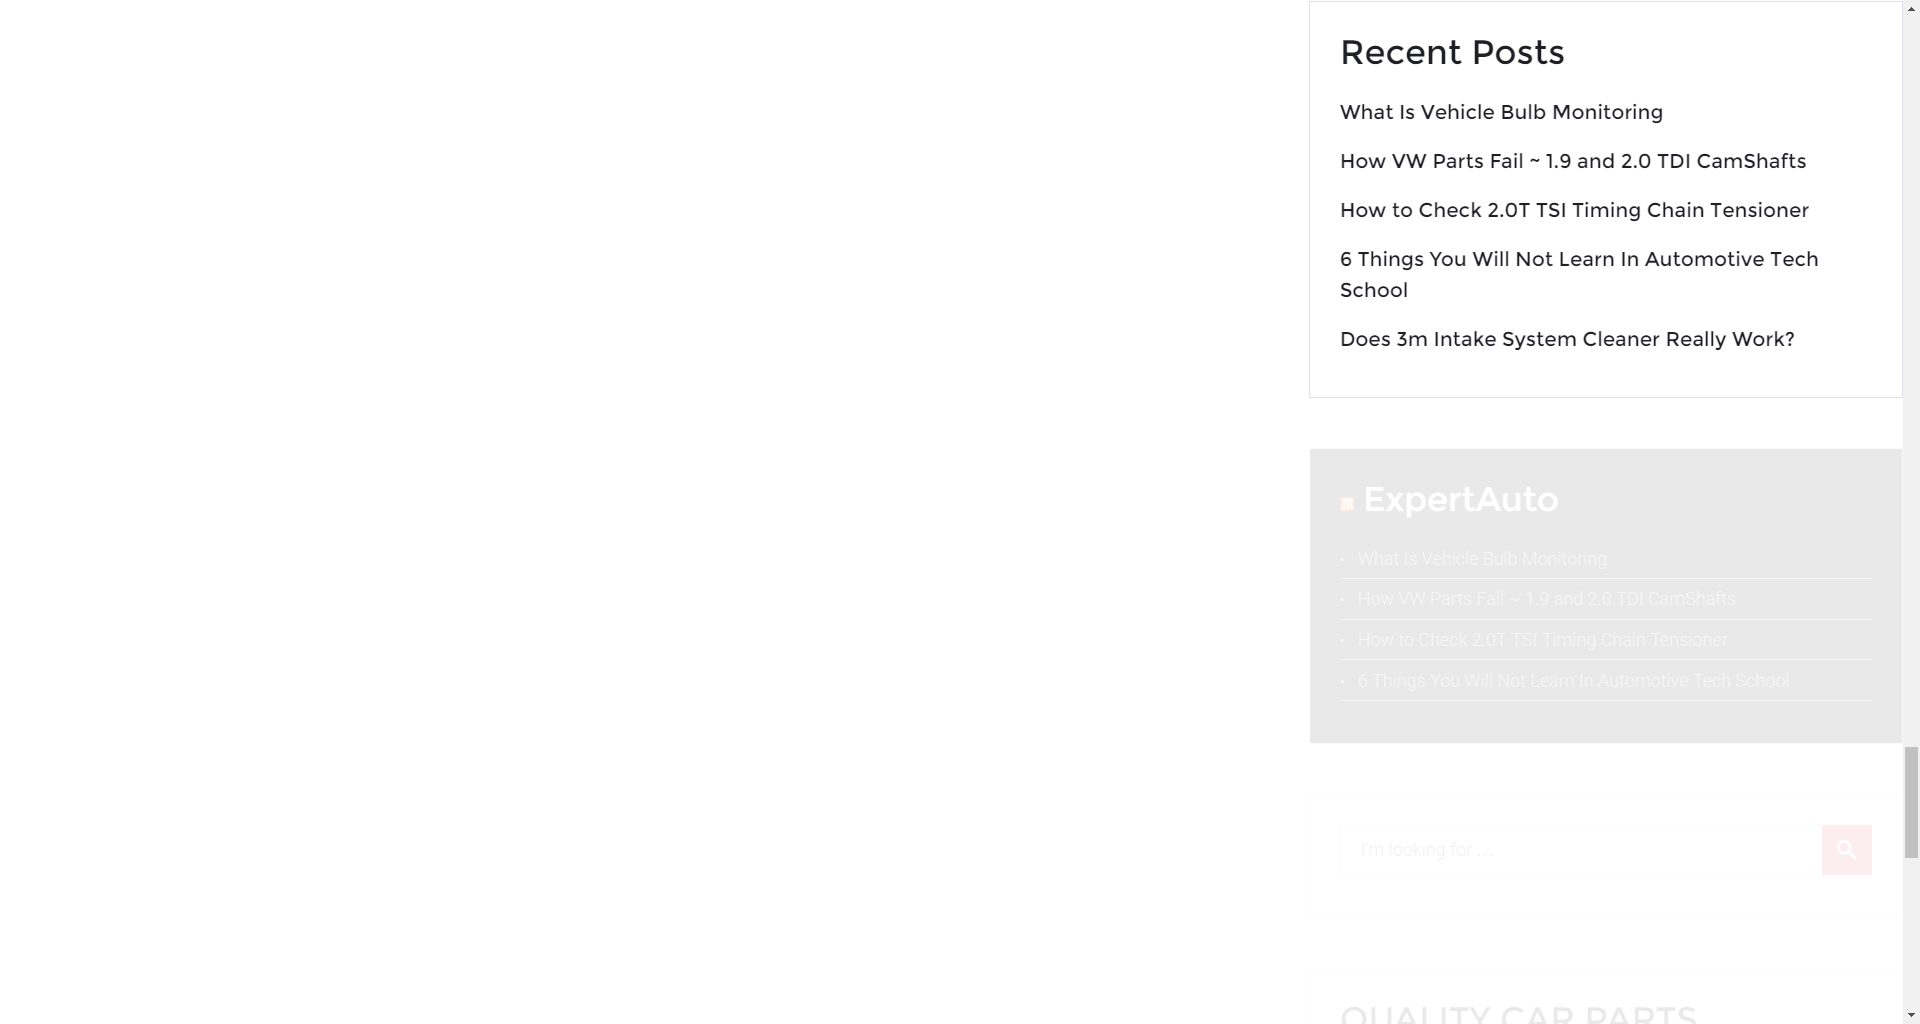 Recent Posts
What Is Vehicle Bulb Monitoring
How VW Parts Fail ~ 1.9 and 2.0 TDI CamShafts
How to Check 2.0T TSI Timing Chain Tensioner
6 Things You Will Not Learn In Automotive Tech
School
Does 3m Intake System Cleaner Really Work?
ExpertAuto
• What Is Vehicle Bulb Monitoring
• How VW Parts Fail ~ 1.9 and 2.0 TDI CamShafts
• How to Check 2.0T TSI Timing Chain Tensioner
• 6 Things You Will Not Learn In Automotive Tech School
I'm looking for ...
QUALITY CAR PARTS